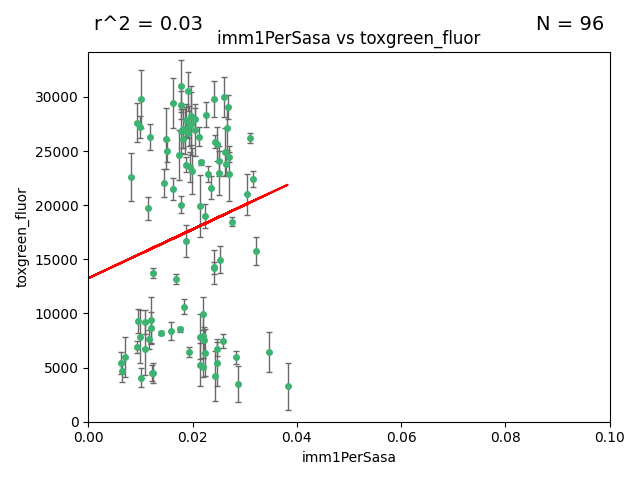 r^2 = 0.03
N = 96
imm1PerSasa vs toxgreen_fluor
30000
25000
20000
15000
10000
5000
0
toxgreen_fluor
0.00
0.02
0.04
0.06
0.08
0.10
imm1PerSasa